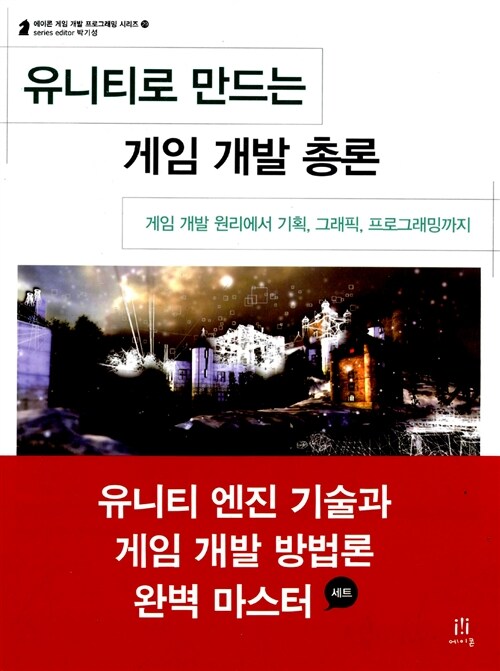 에이콘 게임 개발 프로그래밍 시리즈 29
series editor 박기성
유니티로 만드는
게임 개발 총론
게임 개발 원리에서 기획, 그래픽, 프로그래밍까지
유니티 엔진 기술과
게임 개발 방법론
완벽 마스터
세트
에이콘